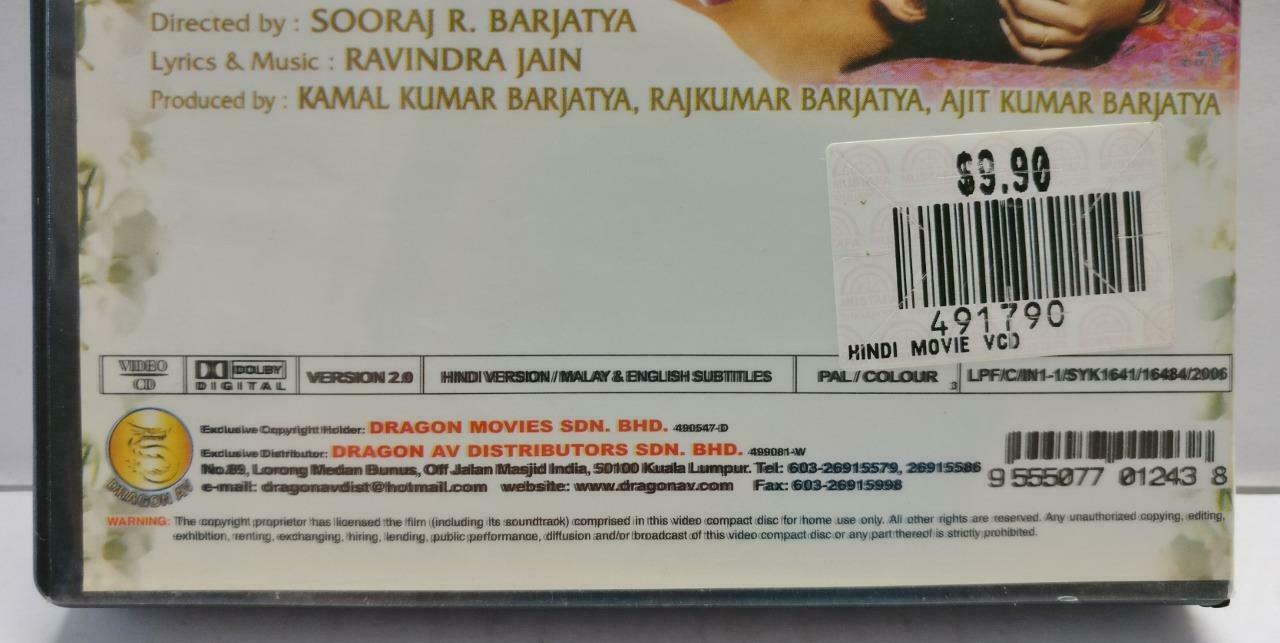 Directed by : SOORAJ R. BARJATYA
Lyrics & Music : RAVINDRA JAIN
Produced by : KAMAL KUMAR BARJATYA, RAJKUMAR BARJATYA, AJIT KUMAR BARJATYA
$9.90
491790
HINDI MOVIE VCD
VIDEO CD DOLBY DIGITAL VERSION 2.0 HINDI VERSION / MALAY & ENGLISH SUBTITLES PAL / COLOUR 3 LPF/C/IN1-1/SYK1641/16484/2006
Exclusive Copyright Holder: DRAGON MOVIES SDN. BHD. 490547-D
Exclusive Distributor: DRAGON AV DISTRIBUTORS SDN. BHD. 499081-W
No.89, Lorong Medan Bunus, Off Jalan Masjid India, 50100 Kuala Lumpur. Tel: 603-26915579, 26915586
e-mail: dragonavdist@hotmail.com website: www.dragonav.com Fax: 603-26915998
DRAGON AV
9 555077 01243 8
WARNING: The copyright proprietor has licensed the film (including its soundtrack) comprised in this video compact disc for home use only. All other rights are reserved. Any unauthorized copying, editing,
exhibition, renting, exchanging, hiring, lending, public performance, diffusion and/or broadcast of this video compact disc or any part thereof is strictly prohibited.